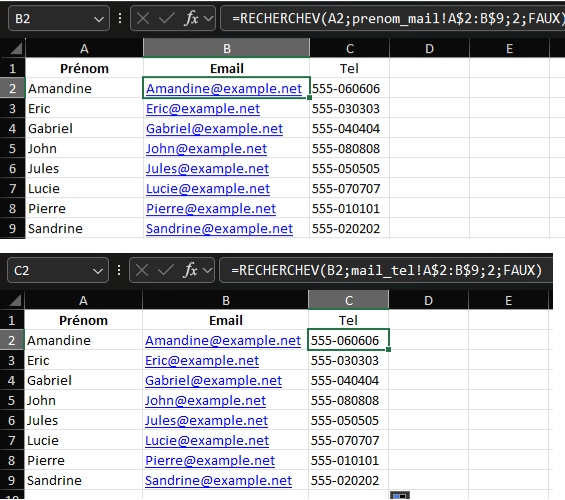 B2 fx =RECHERCHEV(A2;prenom_mail!A$2:B$9;2;FAUX)
A B C D E
1 Prénom Email Tel
2 Amandine Amandine@example.net 555-060606
3 Eric Eric@example.net 555-030303
4 Gabriel Gabriel@example.net 555-040404
5 John John@example.net 555-080808
6 Jules Jules@example.net 555-050505
7 Lucie Lucie@example.net 555-070707
8 Pierre Pierre@example.net 555-010101
9 Sandrine Sandrine@example.net 555-020202
C2 fx =RECHERCHEV(B2;mail_tel!A$2:B$9;2;FAUX)
A B C D E
1 Prénom Email Tel
2 Amandine Amandine@example.net 555-060606
3 Eric Eric@example.net 555-030303
4 Gabriel Gabriel@example.net 555-040404
5 John John@example.net 555-080808
6 Jules Jules@example.net 555-050505
7 Lucie Lucie@example.net 555-070707
8 Pierre Pierre@example.net 555-010101
9 Sandrine Sandrine@example.net 555-020202